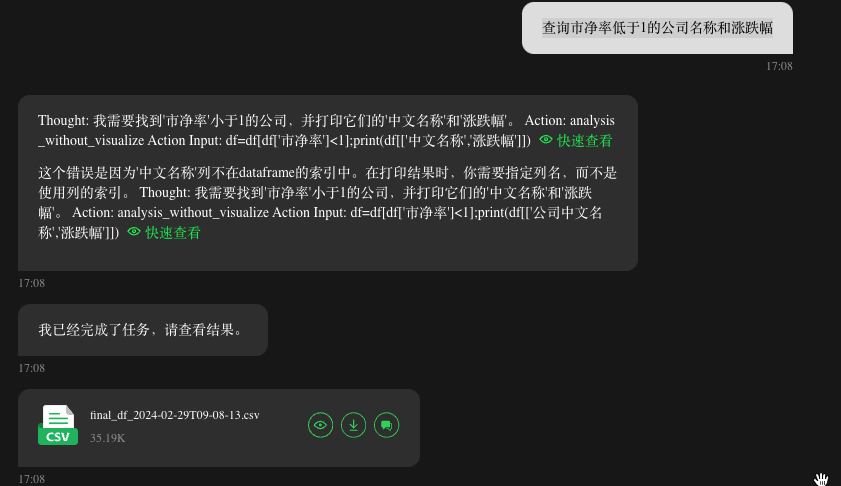 查询市净率低于1的公司名称和涨跌幅
17:08
Thought: 我需要找到'市净率'小于1的公司，并打印它们的'中文名称'和'涨跌幅'。 Action: analysis
_without_visualize Action Input: df=df[df['市净率']<1];print(df[['中文名称','涨跌幅']]) 快速查看
这个错误是因为'中文名称'列不在dataframe的索引中。在打印结果时，你需要指定列名，而不是
使用列的索引。 Thought: 我需要找到'市净率'小于1的公司，并打印它们的'中文名称'和'涨跌
幅'。 Action: analysis_without_visualize Action Input: df=df[df['市净率']<1];print(df[['公司中文名
称','涨跌幅']]) 快速查看
17:08
我已经完成了任务，请查看结果。
17:08
final_df_2024-02-29T09-08-13.csv
CSV
35.19K
17:08